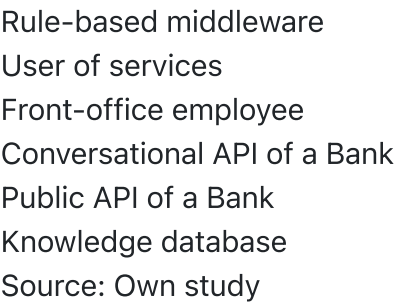 Rule-based middleware
User of services
Front-office employee
Conversational API of a Bank
Public API of a Bank
Knowledge database
Source: Own study